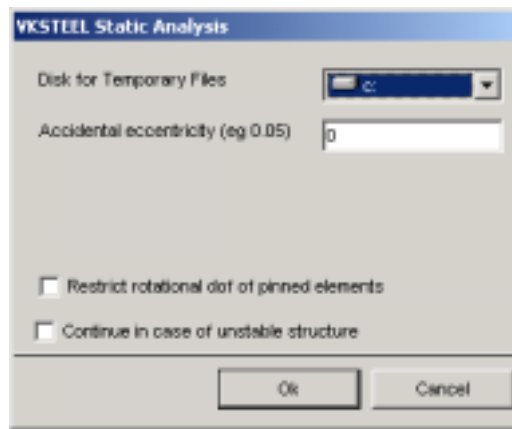 VKSTEEL Static Analysis
Disk for Temporary Files c:
Accidental eccentricity (eg 0.05) 0
Restrict rotational dof of pinned elements
Continue in case of unstable structure
Ok Cancel